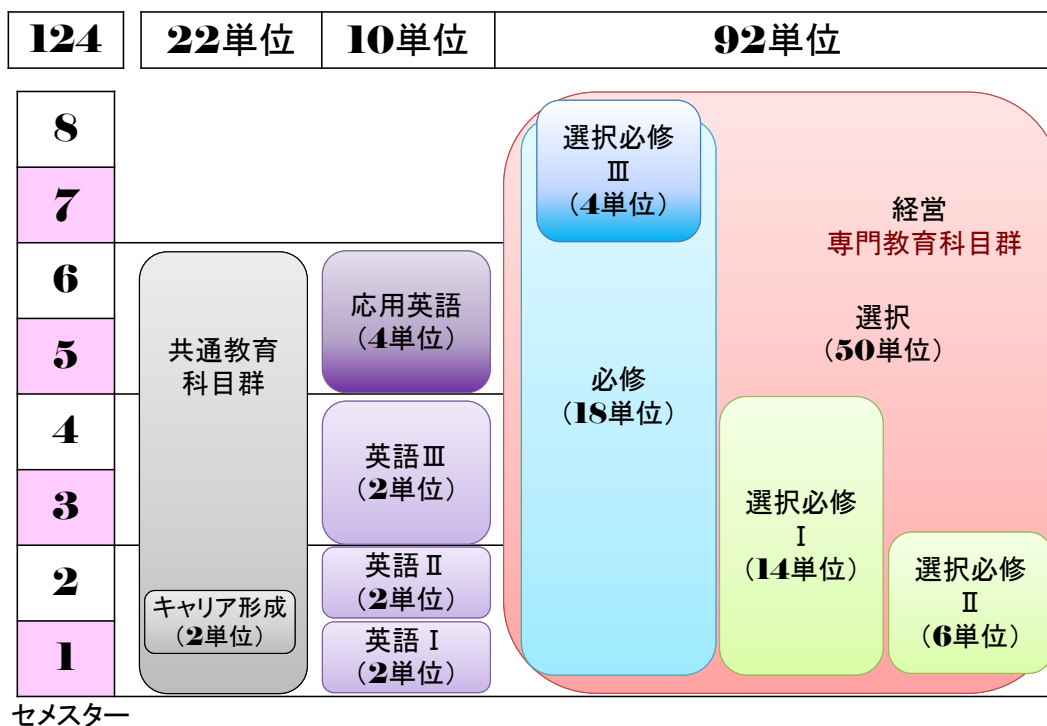 124
22単位
10単位
92単位
8
7
6
5
4
3
2
1
セメスター
共通教育
科目群
キャリア形成
(2単位)
応用英語
(4単位)
英語Ⅲ
(2単位)
英語Ⅱ
(2単位)
英語Ⅰ
(2単位)
選択必修
Ⅲ
(4単位)
必修
(18単位)
経営
専門教育科目群
選択
(50単位)
選択必修
Ⅰ
(14単位)
選択必修
Ⅱ
(6単位)